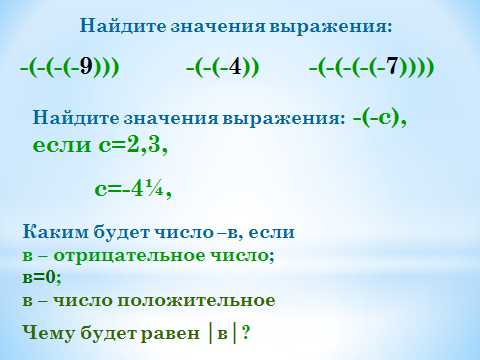 Найдите значения выражения:
-(-(-(-9))) -(-(-4)) -(-(-(-(-7))))
Найдите значения выражения: -(-с),
если с=2,3,
с=-4¼,
Каким будет число –в, если
в – отрицательное число;
в=0;
в – число положительное
Чему будет равен │в│?